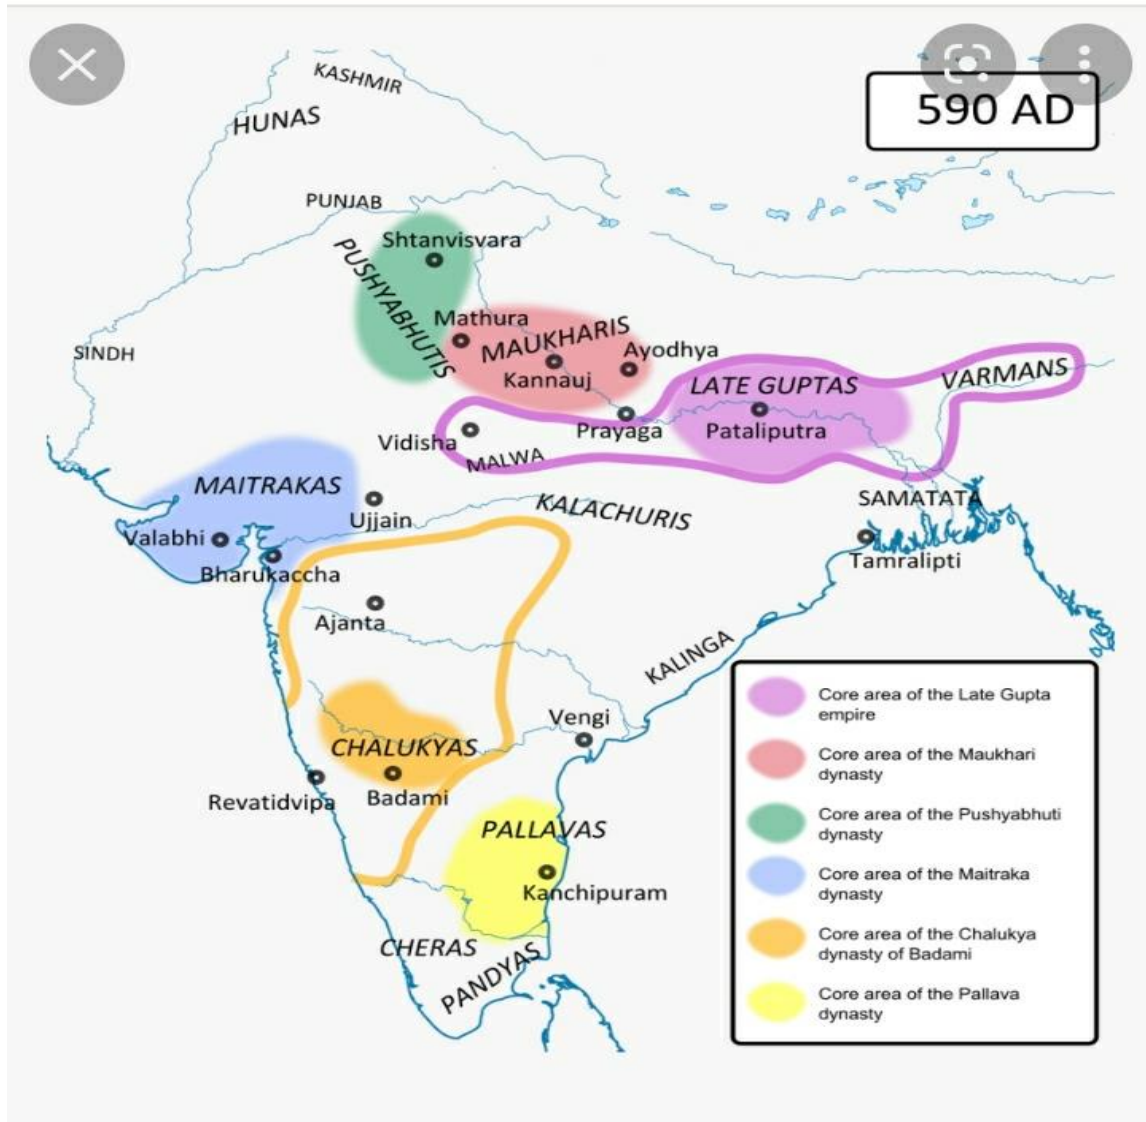 KASHMIR
590 AD
HUNAS
PUNJAB
Shtanvisvara
PUSHYABHUTIS
Mathura
MAUKHARIS
SINDH
Ayodhya
Kannauj
LATE GUPTAS
VARMANS
Prayaga
Pataliputra
Vidisha
MALWA
MAITRAKAS
KALACHURIS
SAMATATA
Ujjain
Valabhi
Tamralipti
Bharukaccha
Ajanta
KALINGA
Vengi
CHALUKYAS
Badami
Revatidvipa
PALLAVAS
Kanchipuram
CHERAS
PANDYAS
Core area of the Late Gupta
empire
Core area of the Maukhari
dynasty
Core area of the Pushyabhuti
dynasty
Core area of the Maitraka
dynasty
Core area of the Chalukya
dynasty of Badami
Core area of the Pallava
dynasty